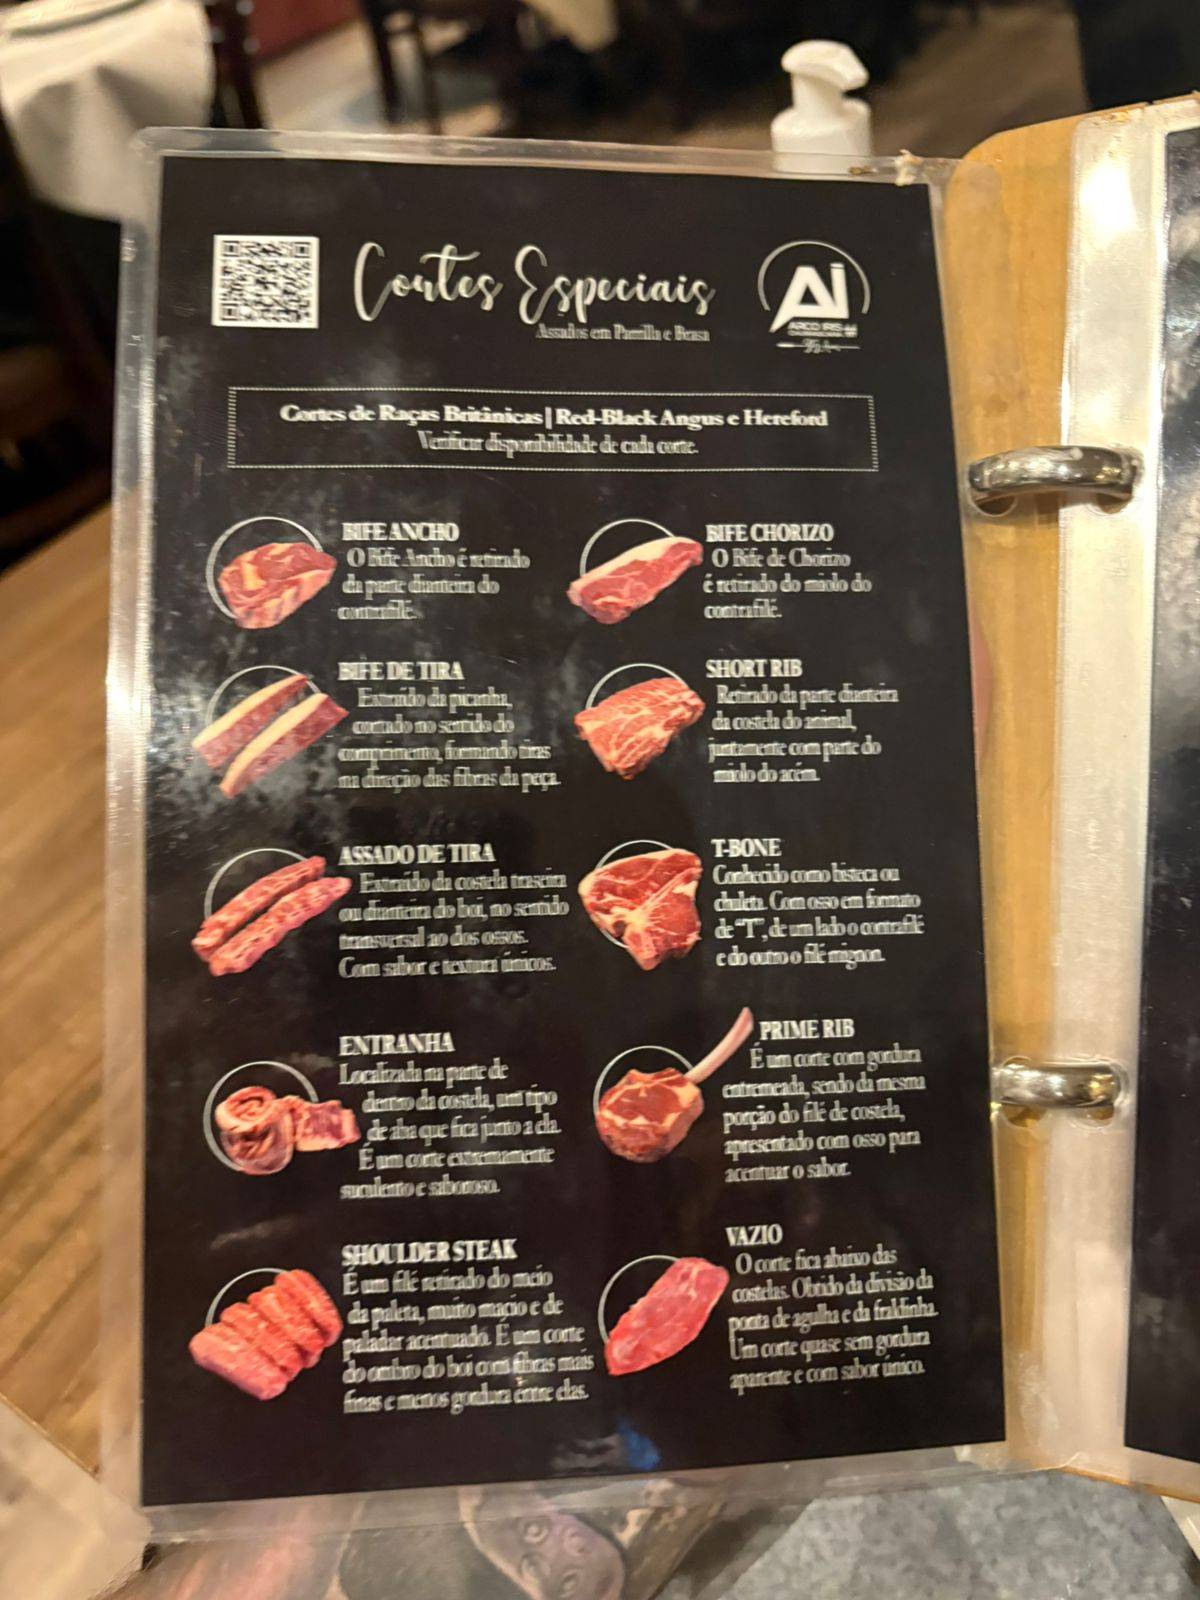 Cortes Especiais
Assados em Parrilla e Brasa
AI
ARCO IRIS
Cortes de Raças Britânicas | Red-Black Angus e Hereford
Verificar disponibilidade de cada corte.
BIFE ANCHO
O Bife Ancho é retirado
da parte dianteira do
contrafilé.
BIFE CHORIZO
O Bife de Chorizo
é retirado do miolo do
contrafilé.
BIFE DE TIRA
Extraído da picanha,
cortado no sentido do
comprimento, formando tiras
na direção das fibras da peça.
SHORT RIB
Retirado da parte dianteira
da costela do animal,
juntamente com parte do
miolo do acém.
ASSADO DE TIRA
Extraído da costela traseira
ou dianteira do boi, no sentido
transversal ao dos ossos.
Com sabor e textura únicos.
T-BONE
Conhecido como bisteca ou
chuleta. Com osso em formato
de "T", de um lado o contrafilé
e do outro o filé mignon.
ENTRANHA
Localizada na parte de
dentro da costela, um tipo
de aba que fica junto a ela.
É um corte extremamente
suculento e saboroso.
PRIME RIB
É um corte com gordura
entremeada, sendo da mesma
porção do filé de costela,
apresentado com osso para
acentuar o sabor.
SHOULDER STEAK
É um filé retirado do meio
da paleta, muito macio e de
paladar acentuado. É um corte
do ombro do boi com fibras mais
finas e menos gordura entre elas.
VAZIO
O corte fica abaixo das
costelas. Obtido da divisão da
ponta de agulha e da fraldinha.
Um corte quase sem gordura
aparente e com sabor único.